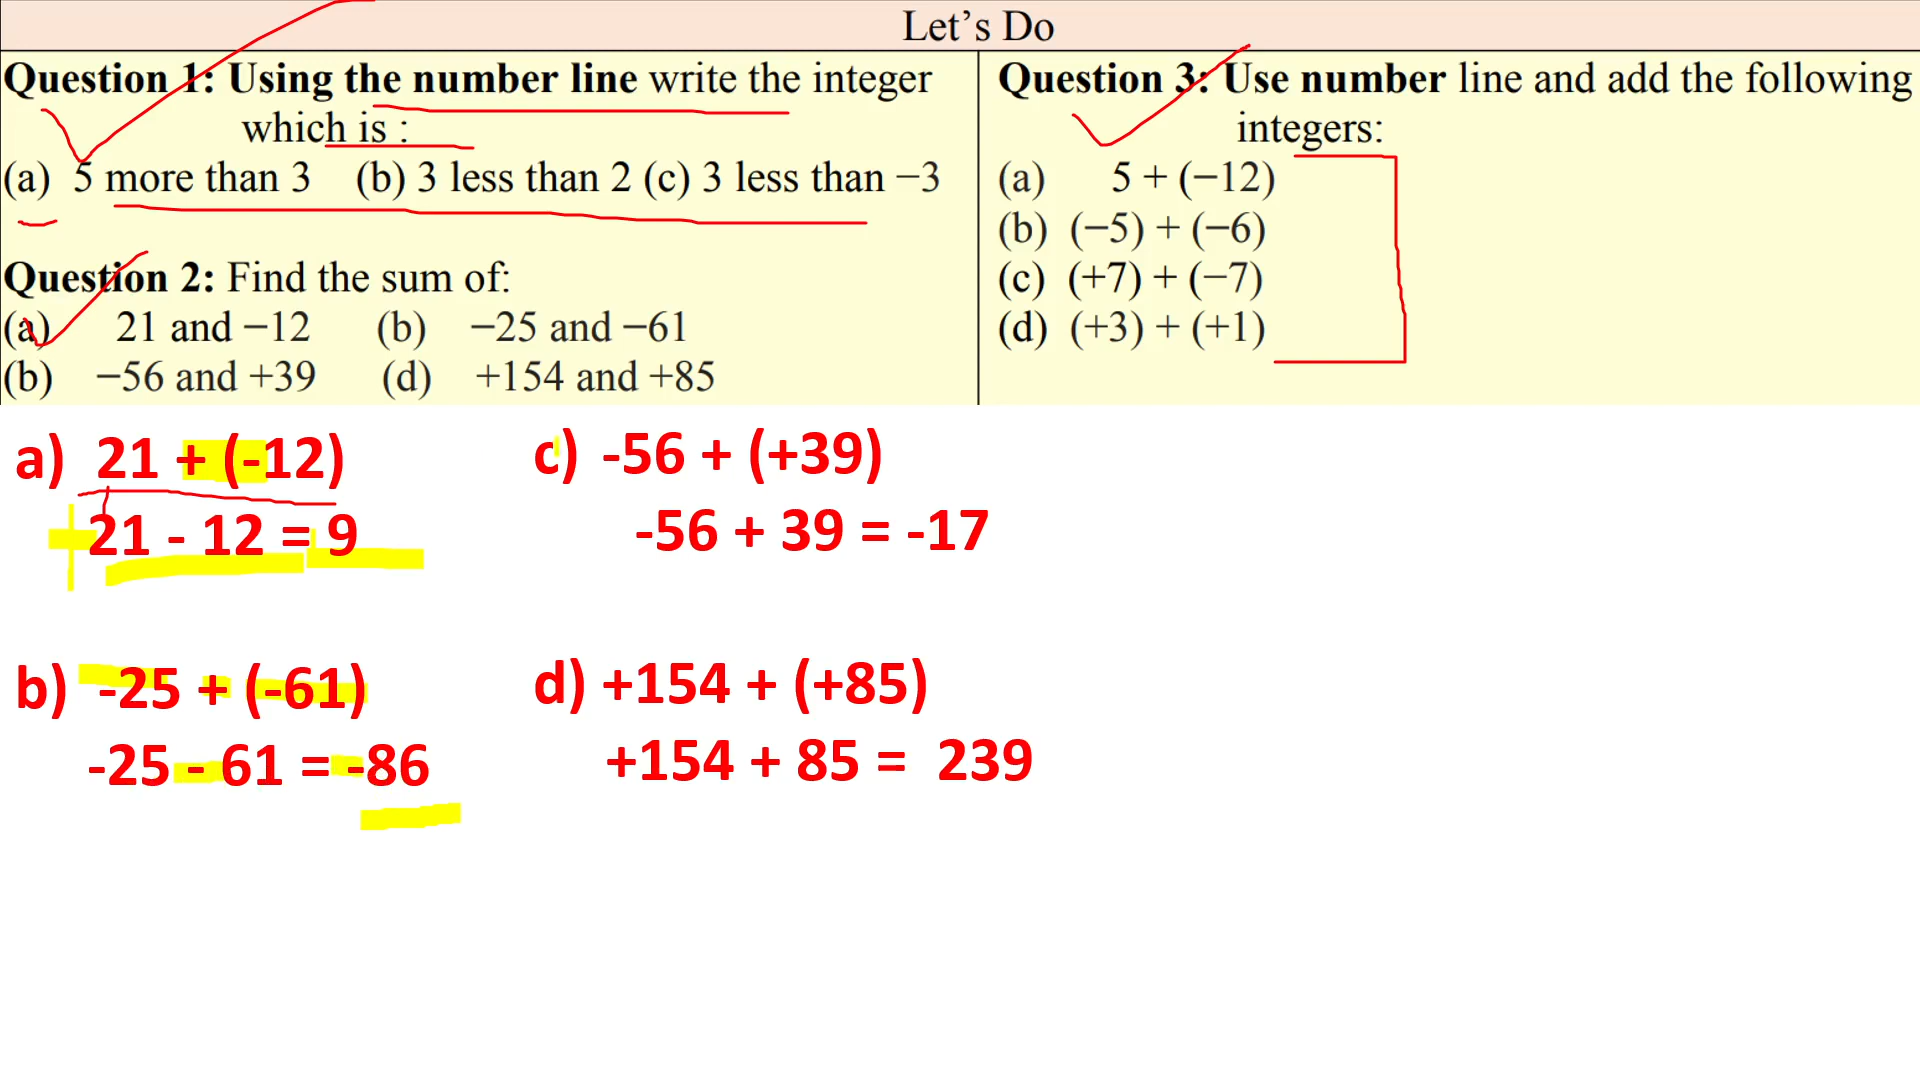 Let's Do
Question 1: Using the number line write the integer
which is :
(a) 5 more than 3 (b) 3 less than 2 (c) 3 less than −3
Question 2: Find the sum of:
(a) 21 and −12 (b) −25 and −61
(b) −56 and +39 (d) +154 and +85
Question 3: Use number line and add the following
integers:
(a) 5 + (−12)
(b) (−5) + (−6)
(c) (+7) + (−7)
(d) (+3) + (+1)
a) 21 + (-12)
21 - 12 = 9
b) -25 + (-61)
-25 - 61 = -86
c) -56 + (+39)
-56 + 39 = -17
d) +154 + (+85)
+154 + 85 = 239